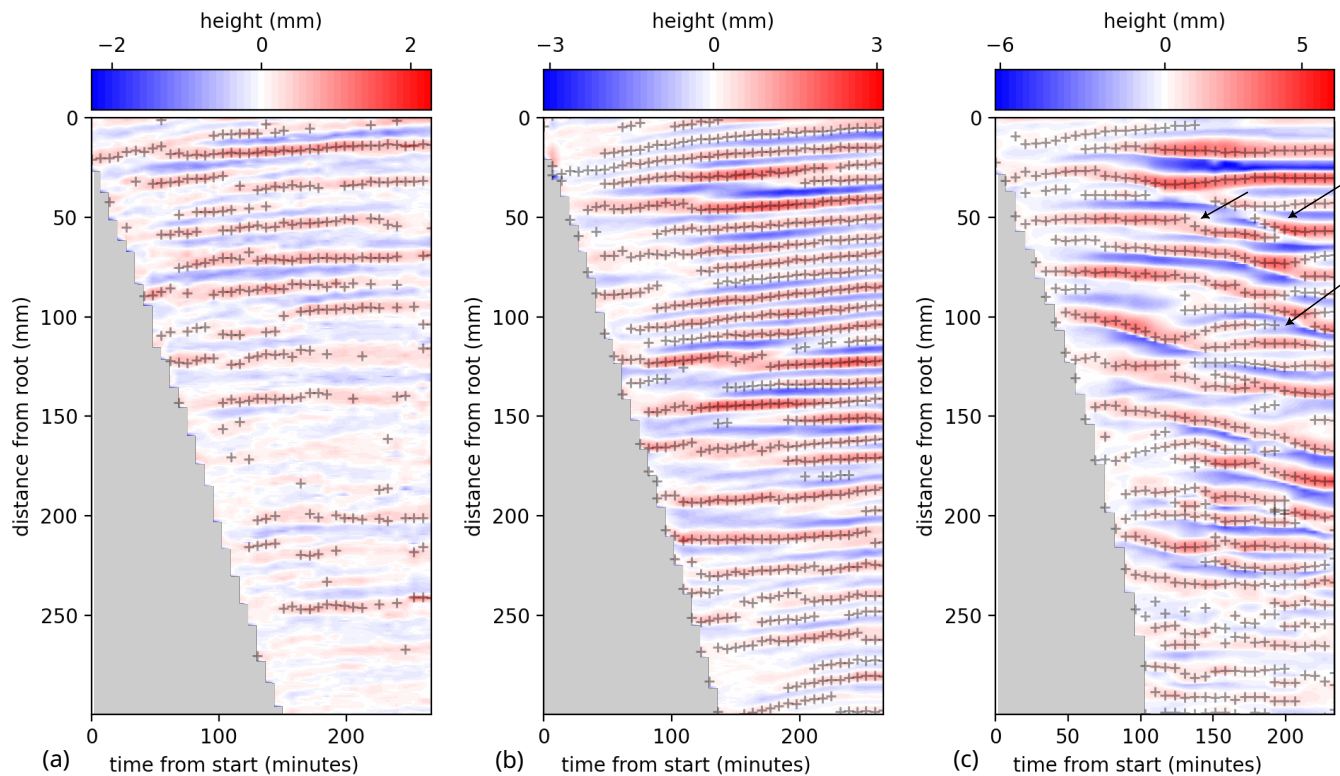 height (mm)
−2 0 2
height (mm)
−3 0 3
height (mm)
−6 0 5
distance from root (mm)
0
50
100
150
200
250
0 100 200
(a) time from start (minutes)
distance from root (mm)
0
50
100
150
200
250
0 100 200
(b) time from start (minutes)
distance from root (mm)
0
50
100
150
200
250
0 50 100 150 200
(c) time from start (minutes)